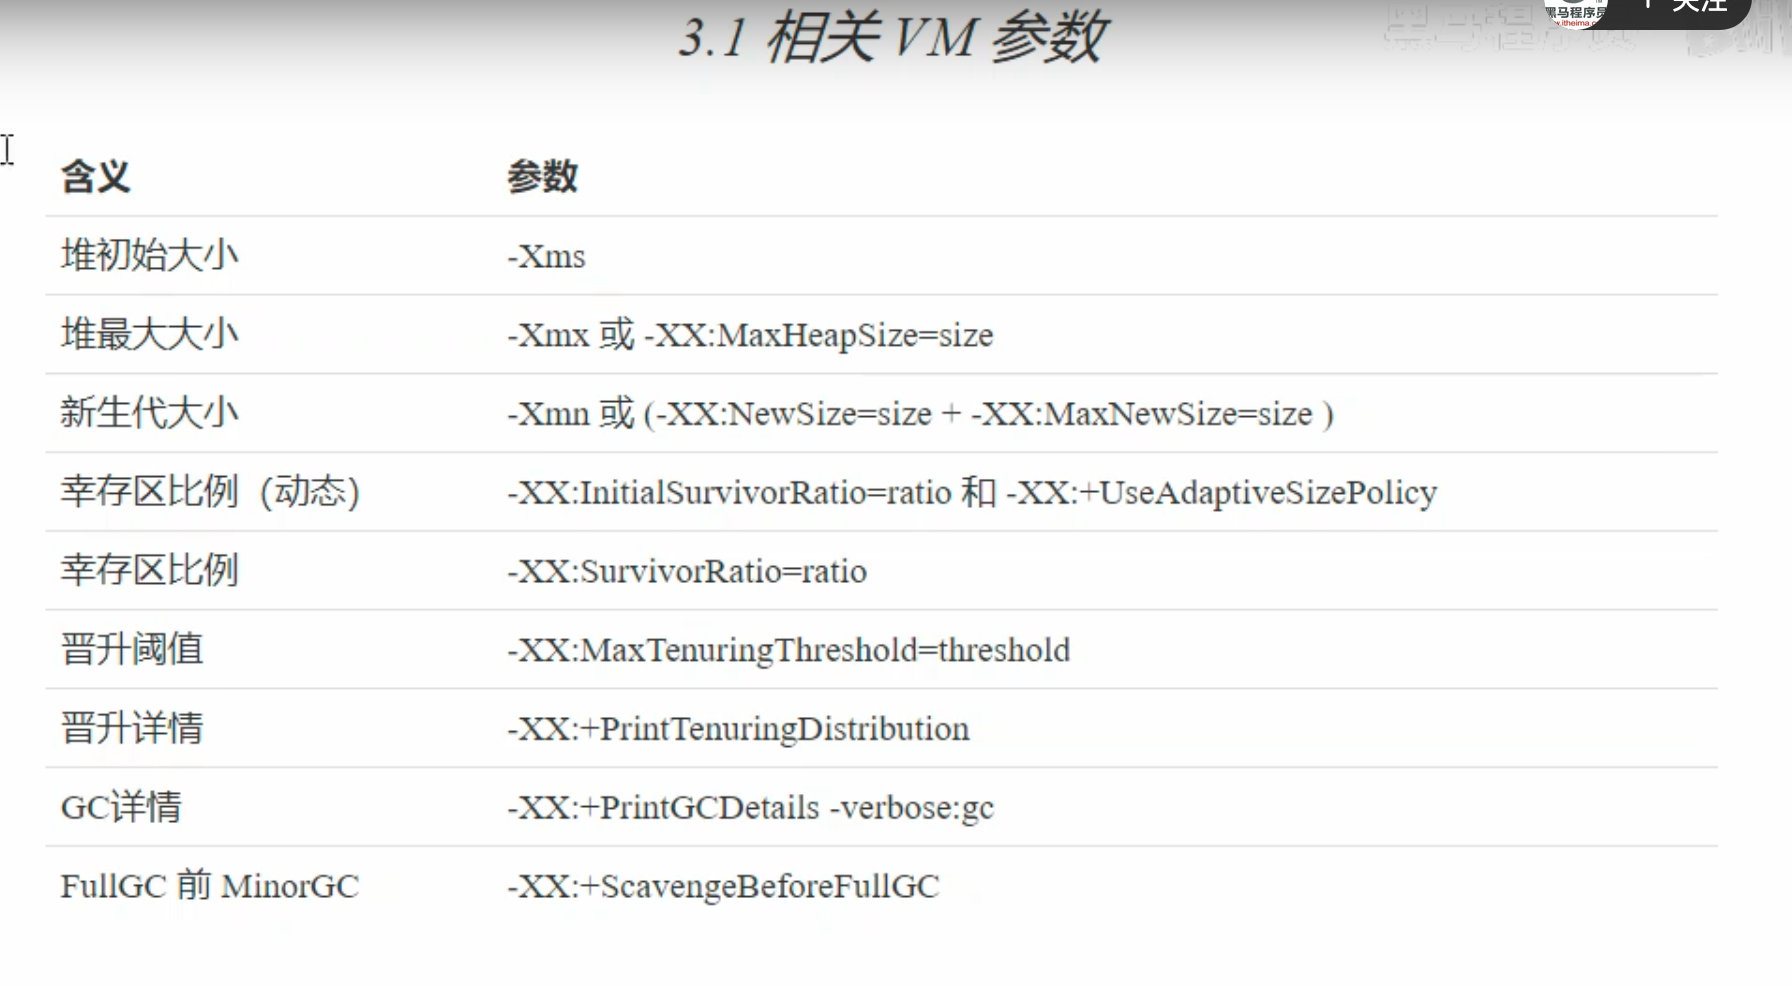 3.1 相关 VM 参数
黑马程序员
www.itheima.c
关注
含义 参数
堆初始大小 -Xms
堆最大大小 -Xmx 或 -XX:MaxHeapSize=size
新生代大小 -Xmn 或 (-XX:NewSize=size + -XX:MaxNewSize=size )
幸存区比例（动态） -XX:InitialSurvivorRatio=ratio 和 -XX:+UseAdaptiveSizePolicy
幸存区比例 -XX:SurvivorRatio=ratio
晋升阈值 -XX:MaxTenuringThreshold=threshold
晋升详情 -XX:+PrintTenuringDistribution
GC详情 -XX:+PrintGCDetails -verbose:gc
FullGC 前 MinorGC -XX:+ScavengeBeforeFullGC